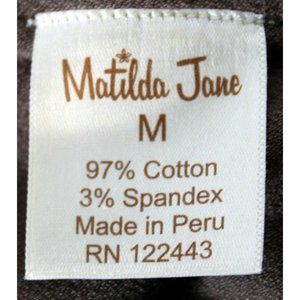 Matilda Jane
M
97% Cotton
3% Spandex
Made in Peru
RN 122443